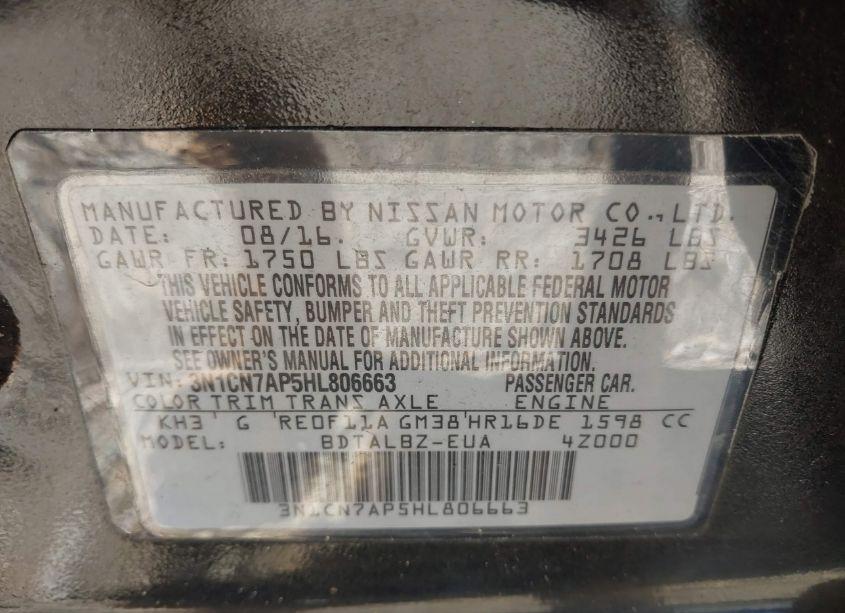 MANUFACTURED BY NISSAN MOTOR CO.,LTD.
DATE: 08/16. GVWR: 3426 LBS
GAWR FR: 1750 LBS GAWR RR: 1708 LBS
THIS VEHICLE CONFORMS TO ALL APPLICABLE FEDERAL MOTOR
VEHICLE SAFETY, BUMPER AND THEFT PREVENTION STANDARDS
IN EFFECT ON THE DATE OF MANUFACTURE SHOWN ABOVE.
SEE OWNER'S MANUAL FOR ADDITIONAL INFORMATION.
VIN: 3N1CN7AP5HL806663 PASSENGER CAR.
COLOR TRIM TRANS AXLE ENGINE
KH3 G RE0F11A GM38 HR16DE 1598 CC
MODEL: BDTALBZ-EUA 4Z000
3N1CN7AP5HL806663